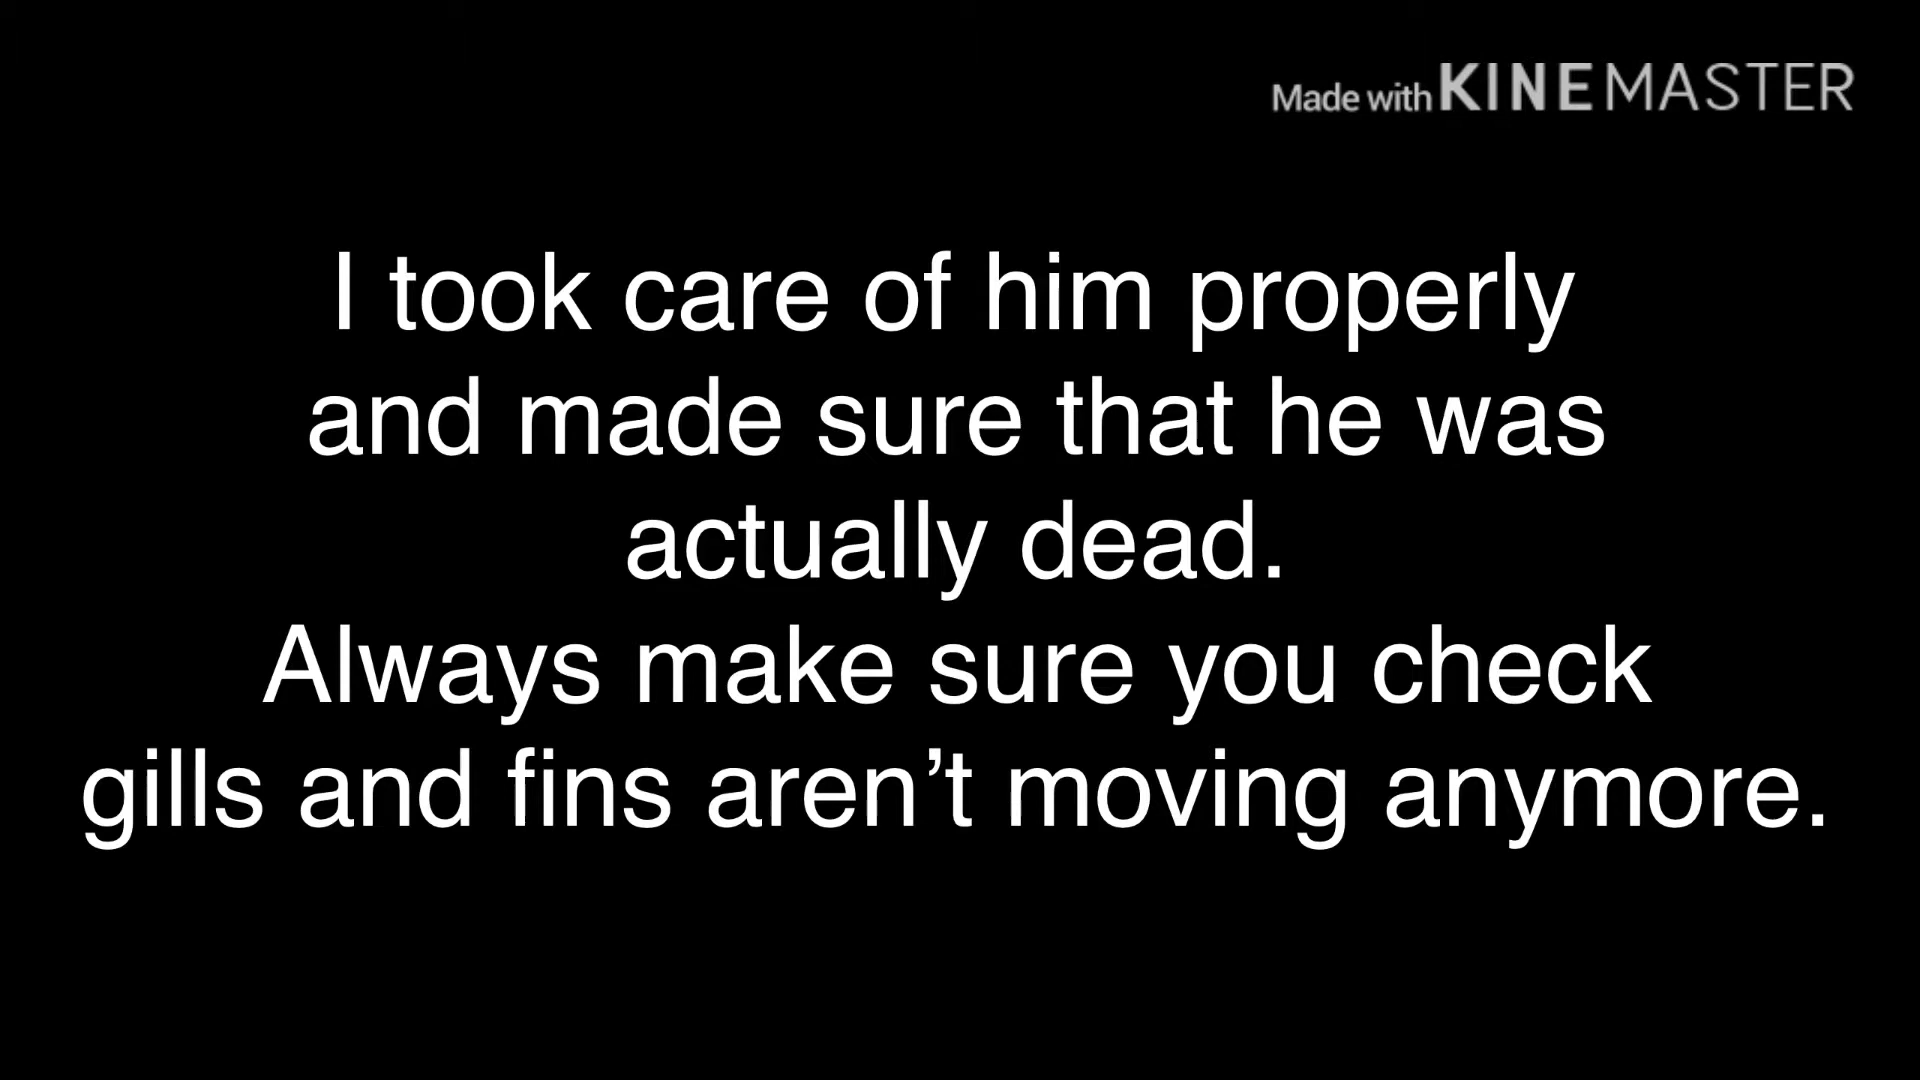 Made with KINEMASTER
I took care of him properly
and made sure that he was
actually dead.
Always make sure you check
gills and fins aren’t moving anymore.